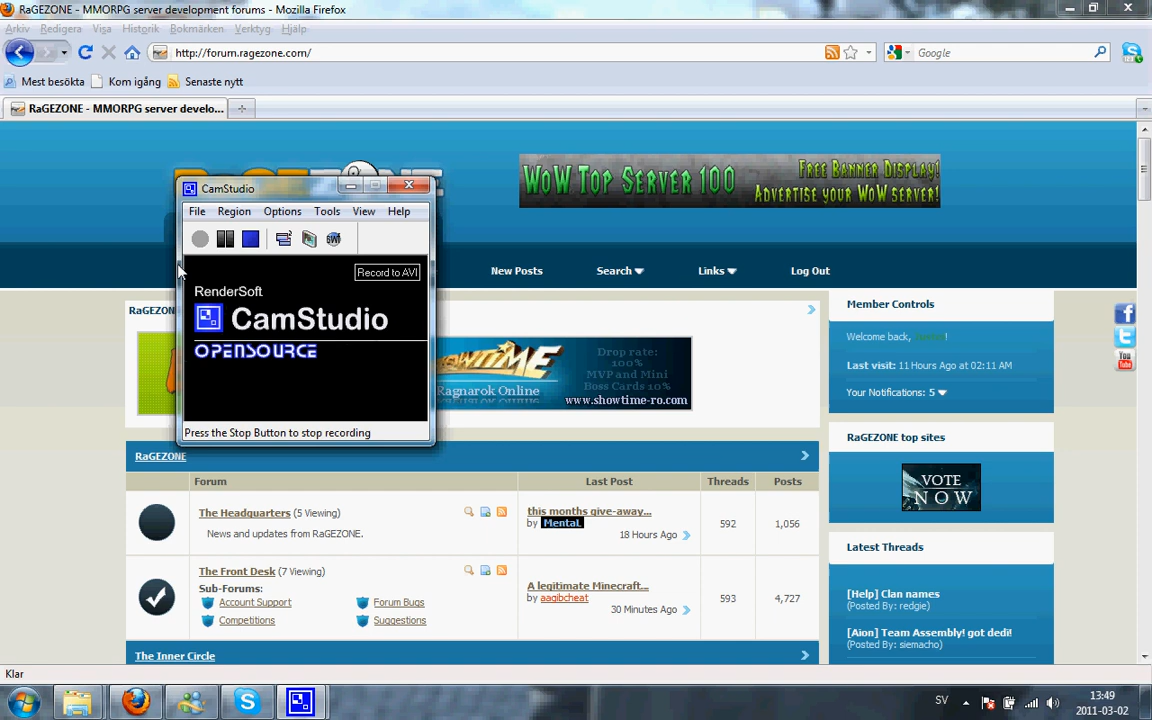 RaGEZONE - MMORPG server development forums - Mozilla Firefox
Arkiv Redigera Visa Historik Bokmärken Verktyg Hjälp
http://forum.ragezone.com/
Google
Mest besökta Kom igång Senaste nytt
RaGEZONE - MMORPG server develo...
WoW Top Server 100
Free Banner Display!
Advertise your WoW Server!
CamStudio
File Region Options Tools View Help
Record to AVI
RenderSoft
CamStudio
OPENSOURCE
Press the Stop Button to stop recording
New Posts Search Links Log Out
Ragnarok Online
Drop rate:
100%
MVP and Mini
Boss Cards 10%
www.showtime-ro.com
Member Controls
Welcome back,
Last visit: 11 Hours Ago at 02:11 AM
Your Notifications: 5
RaGEZONE top sites
VOTE
NOW
Latest Threads
[Help] Clan names
(Posted By: redgie)
[Aion] Team Assembly! got dedi!
(Posted By: siemacho)
RaGEZONE
Forum Last Post Threads Posts
The Headquarters (5 Viewing)
News and updates from RaGEZONE.
this months give-away...
by MentaL
18 Hours Ago
592 1,056
The Front Desk (7 Viewing)
Sub-Forums:
Account Support Forum Bugs
Competitions Suggestions
A legitimate Minecraft...
by aagibcheat
30 Minutes Ago
593 4,727
The Inner Circle
Klar
SV
13:49
2011-03-02